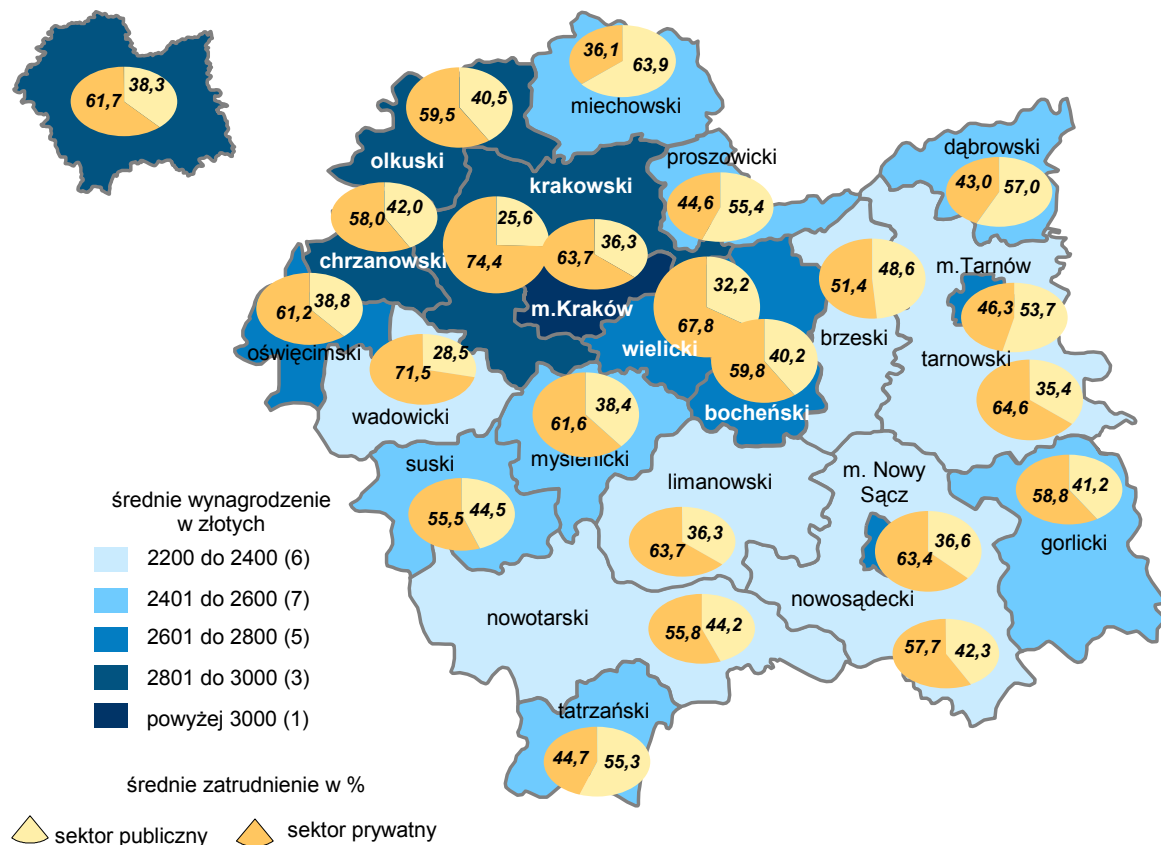 38,3
61,7
36,1
63,9
miechowski
40,5
59,5
olkuski
proszowicki
44,6
55,4
dąbrowski
43,0
57,0
krakowski
58,0
42,0
chrzanowski
25,6
74,4
36,3
63,7
m.Kraków
32,2
67,8
wielicki
40,2
59,8
bocheński
48,6
51,4
brzeski
m.Tarnów
46,3
53,7
tarnowski
35,4
64,6
38,8
61,2
oświęcimski
28,5
71,5
wadowicki
38,4
61,6
mysienicki
suski
44,5
55,5
limanowski
36,3
63,7
m. Nowy
Sącz
36,6
63,4
nowosądecki
41,2
58,8
gorlicki
nowotarski
55,8
44,2
57,7
42,3
tatrzański
44,7
55,3
średnie wynagrodzenie
w złotych
2200 do 2400 (6)
2401 do 2600 (7)
2601 do 2800 (5)
2801 do 3000 (3)
powyżej 3000 (1)
średnie zatrudnienie w %
sektor publiczny
sektor prywatny